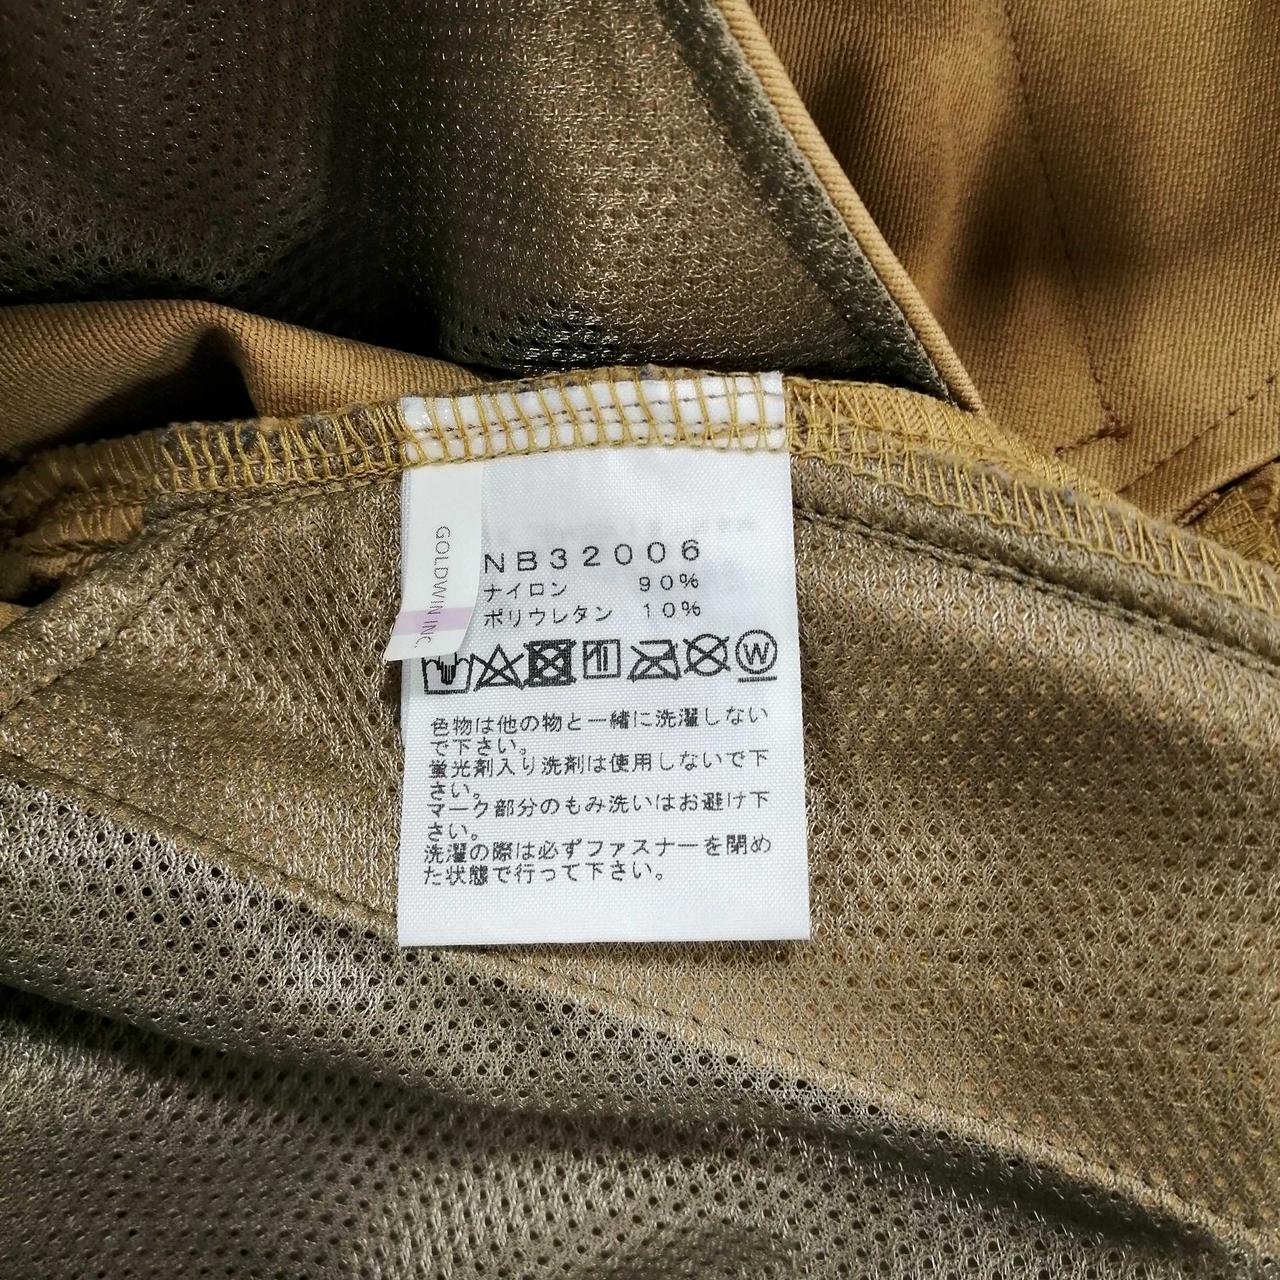 GOLDWIN INC.
NB32006
ナイロン 90%
ポリウレタン 10%
W
色物は他の物と一緒に洗濯しない
で下さい。
蛍光剤入り洗剤は使用しないで下
さい。
マーク部分のもみ洗いはお避け下
さい。
洗濯の際は必ずファスナーを閉め
た状態で行って下さい。